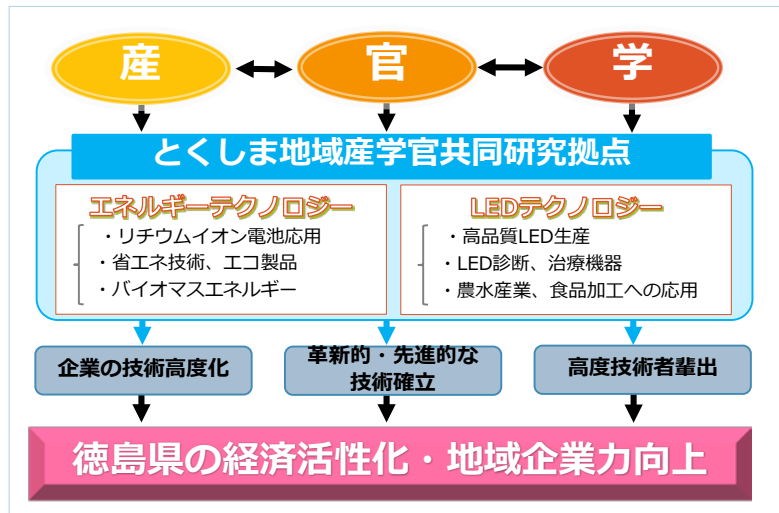 産
官
学
とくしま地域産学官共同研究拠点
エネルギーテクノロジー
・リチウムイオン電池応用
・省エネ技術、エコ製品
・バイオマスエネルギー
LEDテクノロジー
・高品質LED生産
・LED診断、治療機器
・農水産業、食品加工への応用
企業の技術高度化
革新的・先進的な
技術確立
高度技術者輩出
徳島県の経済活性化・地域企業力向上